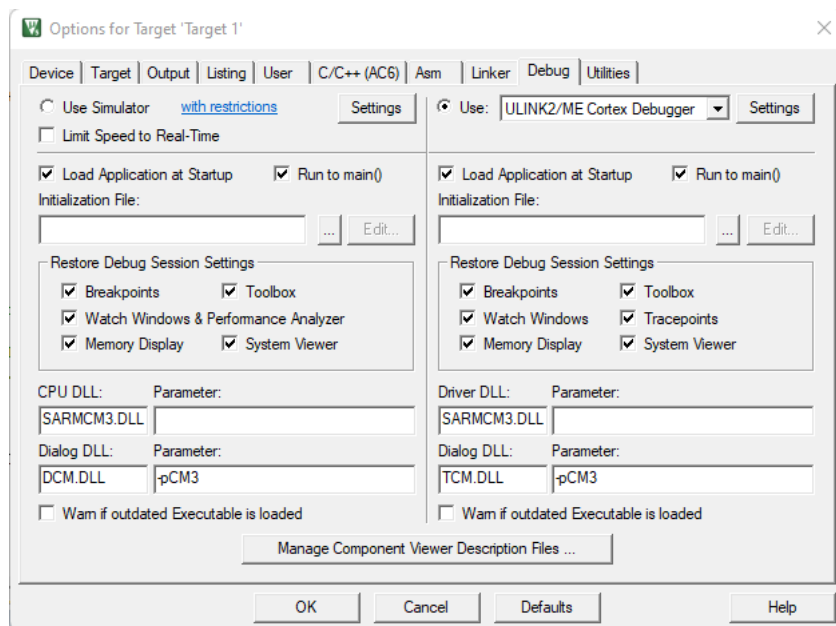 Options for Target 'Target 1'
Device Target Output Listing User C/C++ (AC6) Asm Linker Debug Utilities
Use Simulator with restrictions Settings
Limit Speed to Real-Time
Load Application at Startup Run to main()
Initialization File:
... Edit...
Restore Debug Session Settings
Breakpoints Toolbox
Watch Windows & Performance Analyzer
Memory Display System Viewer
CPU DLL: Parameter:
SARMCM3.DLL
Dialog DLL: Parameter:
DCM.DLL -pCM3
Warn if outdated Executable is loaded
Use: ULINK2/ME Cortex Debugger Settings
Load Application at Startup Run to main()
Initialization File:
... Edit...
Restore Debug Session Settings
Breakpoints Toolbox
Watch Windows Tracepoints
Memory Display System Viewer
Driver DLL: Parameter:
SARMCM3.DLL
Dialog DLL: Parameter:
TCM.DLL -pCM3
Warn if outdated Executable is loaded
Manage Component Viewer Description Files ...
OK Cancel Defaults Help